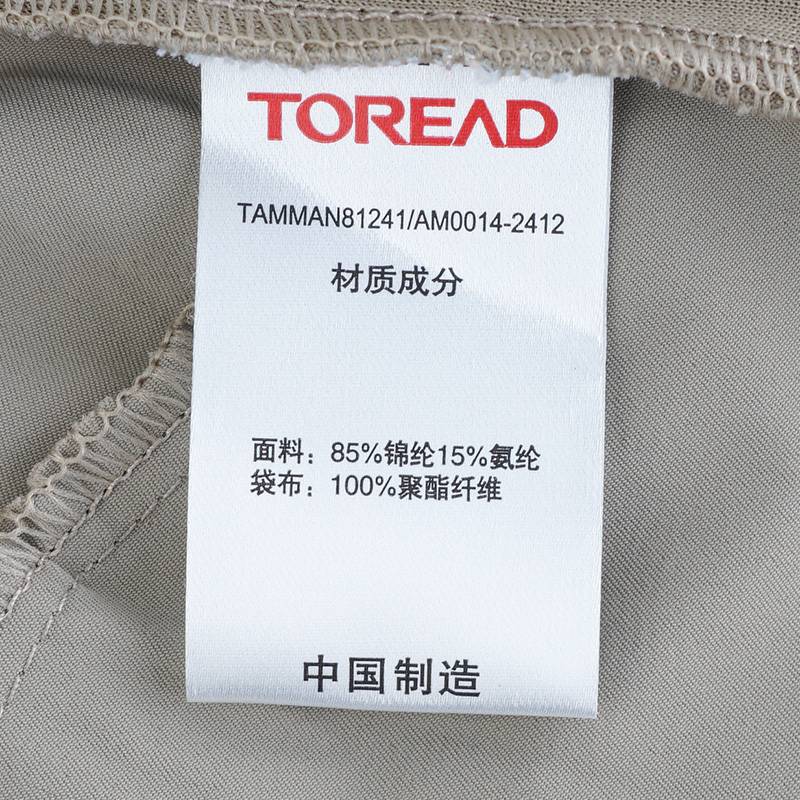 TOREAD
TAMMAN81241/AM0014-2412
材质成分
面料：85%锦纶15%氨纶
袋布：100%聚酯纤维
中国制造